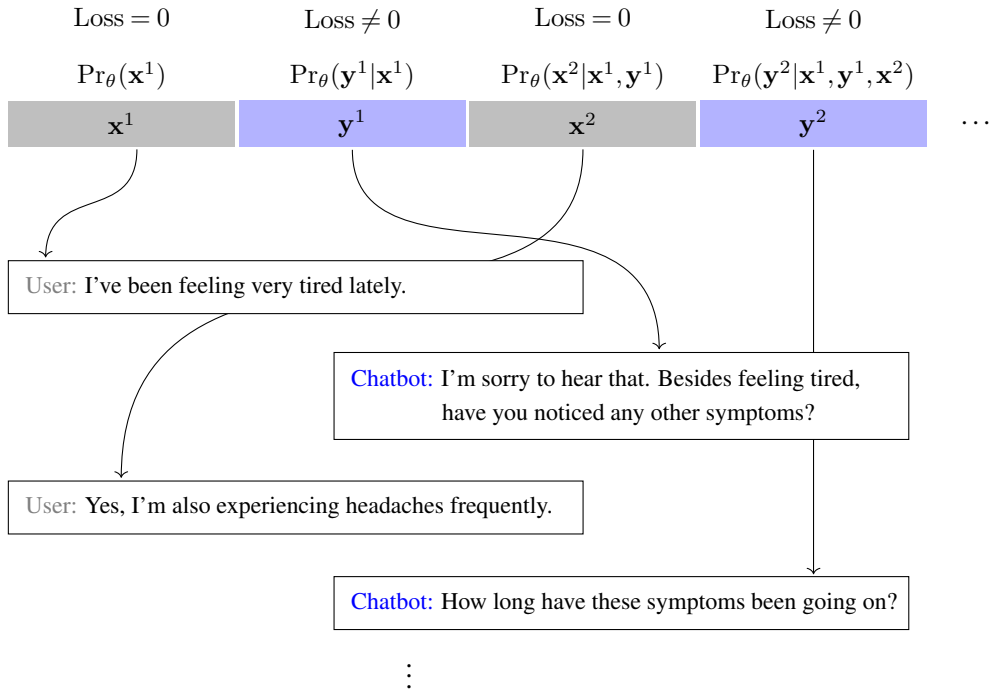 Loss = 0 Loss ≠ 0 Loss = 0 Loss ≠ 0
Pr_θ(x^1) Pr_θ(y^1|x^1) Pr_θ(x^2|x^1, y^1) Pr_θ(y^2|x^1, y^1, x^2)
x^1 y^1 x^2 y^2 ⋯
User: I've been feeling very tired lately.
Chatbot: I'm sorry to hear that. Besides feeling tired,
have you noticed any other symptoms?
User: Yes, I'm also experiencing headaches frequently.
Chatbot: How long have these symptoms been going on?
⋮